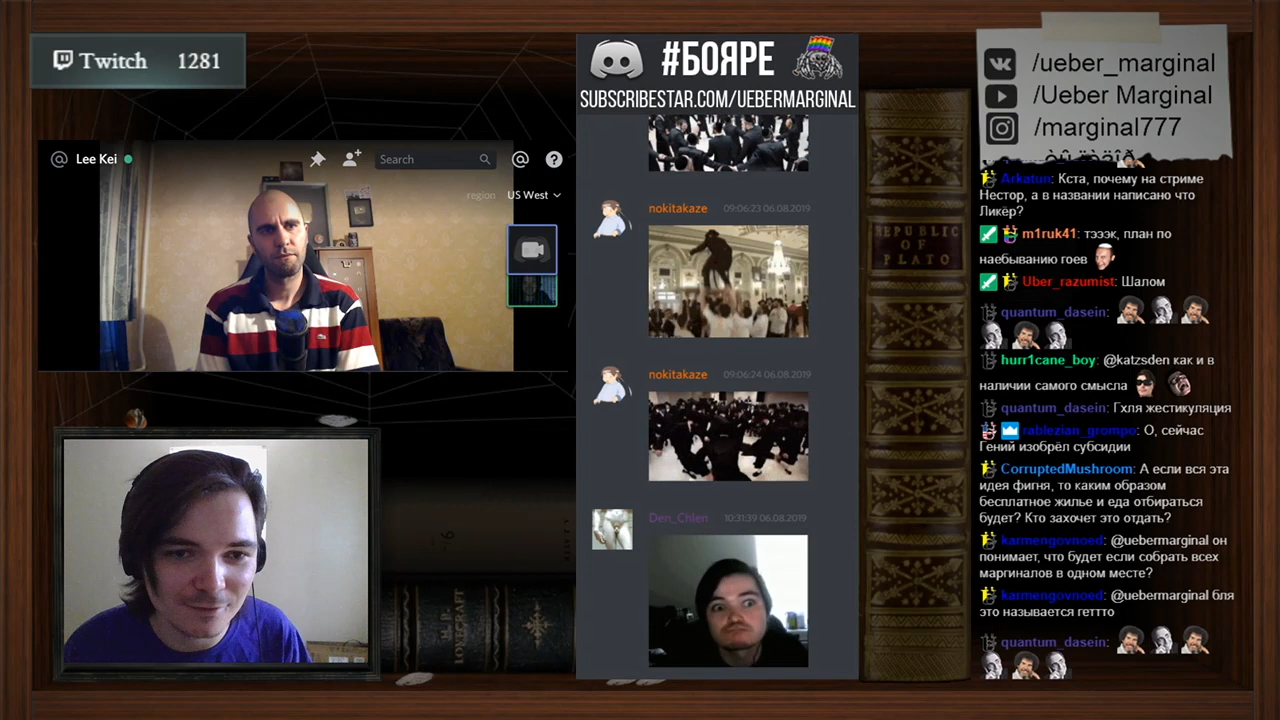 Twitch 1281
Lee Kei
Search
region US West
#БОЯРЕ
SUBSCRIBESTAR.COM/UEBERMARGINAL
nokitakaze 09:06:23 06.08.2019
nokitakaze 09:06:24 06.08.2019
Den_Chlen 10:31:39 06.08.2019
REPUBLIC
OF
PLATO
H.P. LOVECRAFT
/ueber_marginal
/Ueber Marginal
/marginal777
Arkatun: Кста, почему на стриме
Нестор, а в названии написано что
Ликёр?
m1ruk41: тэээк, план по
наебыванию гоев
Uber_razumist: Шалом
quantum_dasein:
hurr1cane_boy: @katzsden как и в
наличии самого смысла
quantum_dasein: Гхля жестикуляция
rablezian_grompo: О, сейчас
Гений изобрёл субсидии
CorruptedMushroom: А если вся эта
идея фигня, то каким образом
бесплатное жилье и еда отбираться
будет? Кто захочет это отдать?
karmengovnoed: @uebermarginal он
понимает, что будет если собрать всех
маргиналов в одном месте?
karmengovnoed: @uebermarginal бля
это называется геттто
quantum_dasein: